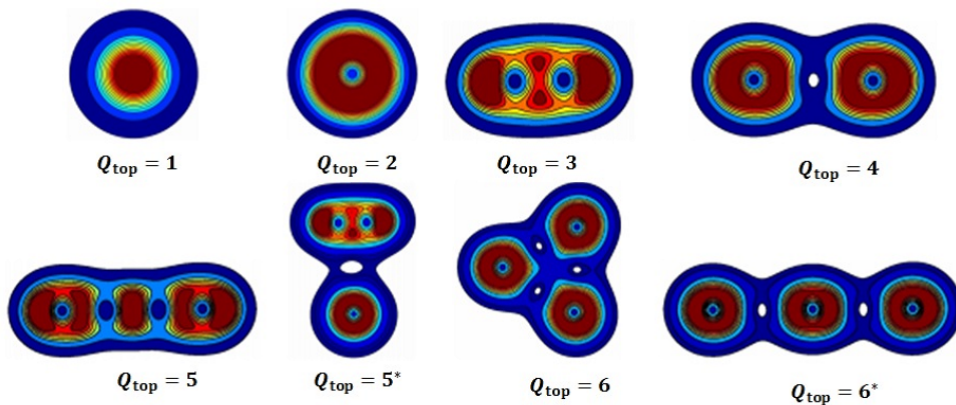 Q_top = 1
Q_top = 2
Q_top = 3
Q_top = 4
Q_top = 5
Q_top = 5*
Q_top = 6
Q_top = 6*